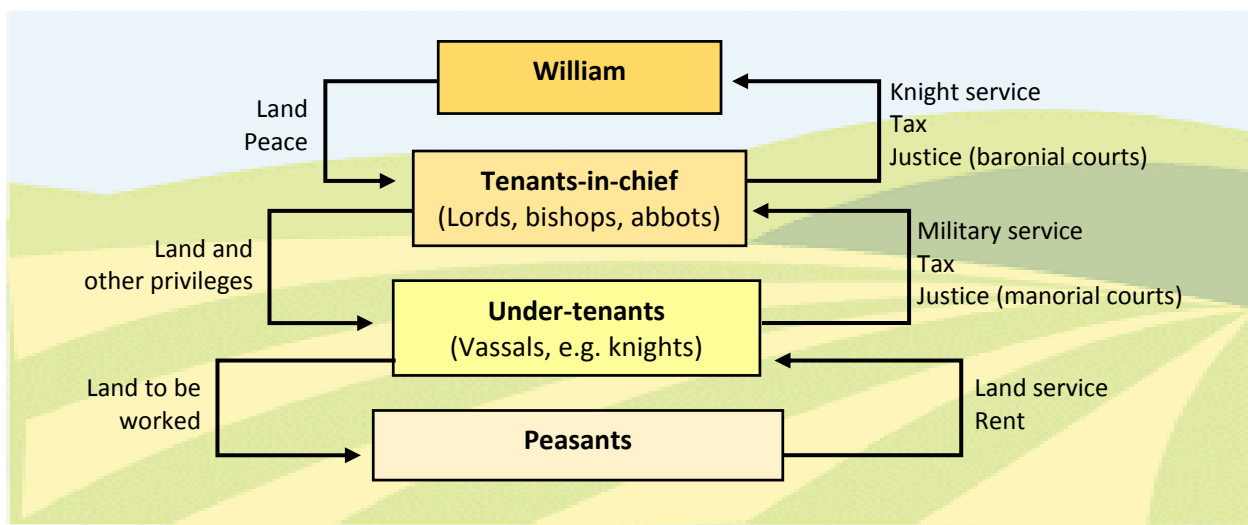 William
Land
Peace
Knight service
Tax
Justice (baronial courts)
Tenants-in-chief
(Lords, bishops, abbots)
Land and
other privileges
Military service
Tax
Justice (manorial courts)
Under-tenants
(Vassals, e.g. knights)
Land to be
worked
Land service
Rent
Peasants